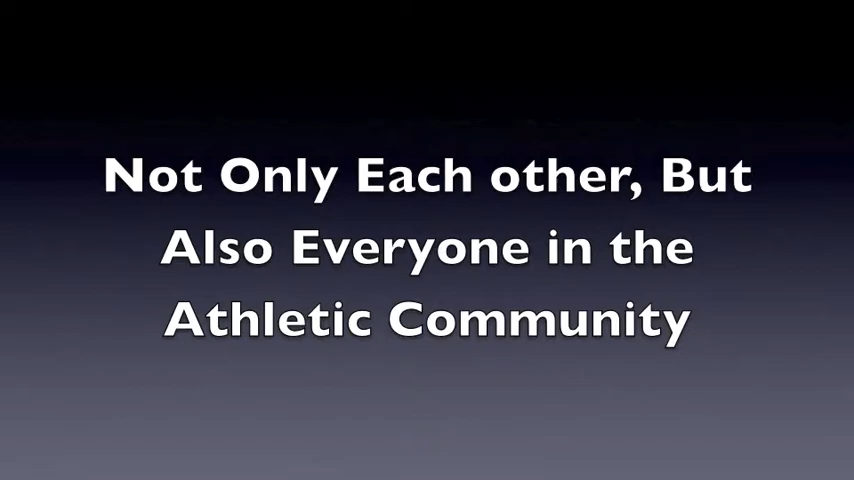 Not Only Each other, But
Also Everyone in the
Athletic Community